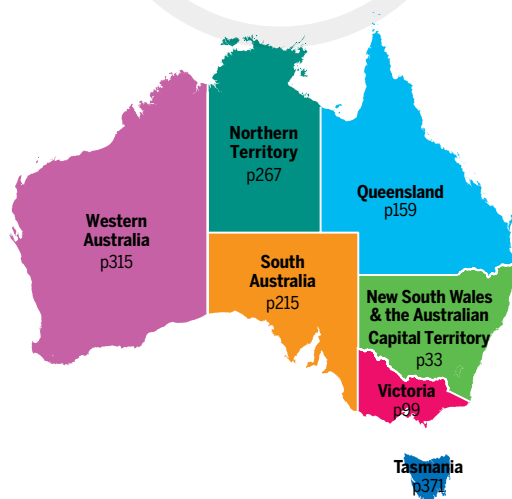 Northern
Territory
p267
Queensland
p159
Western
Australia
p315
South
Australia
p215
New South Wales
& the Australian
Capital Territory
p33
Victoria
p99
Tasmania
p371